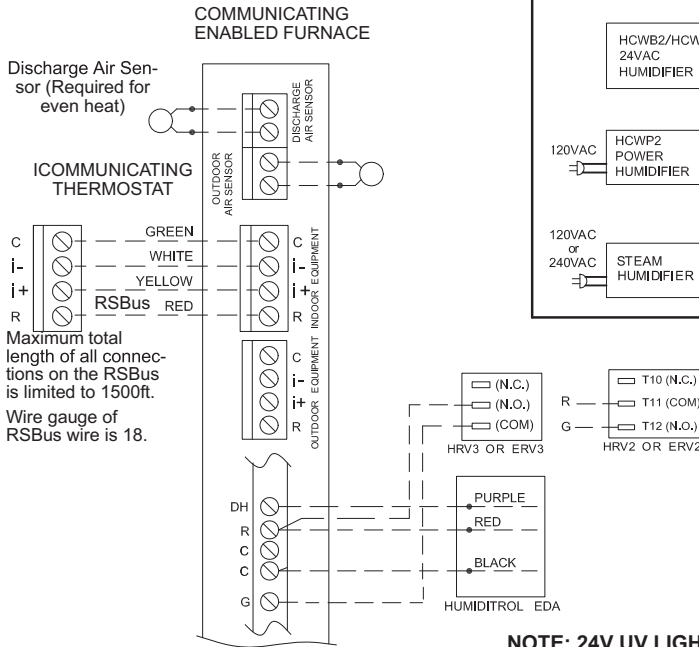 COMMUNICATING
ENABLED FURNACE
Discharge Air Sen-
sor (Required for
even heat)
DISCHARGE
AIR SENSOR
OUTDOOR
AIR SENSOR
ICOMMUNICATING
THERMOSTAT
C
i-
i+
R
GREEN
WHITE
YELLOW
RSBus RED
C
i-
i+
R
INDOOR EQUIPMENT
Maximum total
length of all connec-
tions on the RSBus
is limited to 1500ft.
Wire gauge of
RSBus wire is 18.
C
i-
i+
R
OUTDOOR EQUIPMENT
DH
R
C
C
G
HCWB2/HCW
24VAC
HUMIDIFIER
120VAC
HCWP2
POWER
HUMIDIFIER
120VAC
or
240VAC
STEAM
HUMIDIFIER
(N.C.)
(N.O.)
(COM)
HRV3 OR ERV3
R
G
T10 (N.C.)
T11 (COM)
T12 (N.O.)
HRV2 OR ERV2
PURPLE
RED
BLACK
HUMIDITROL EDA
NOTE: 24V UV LIGH